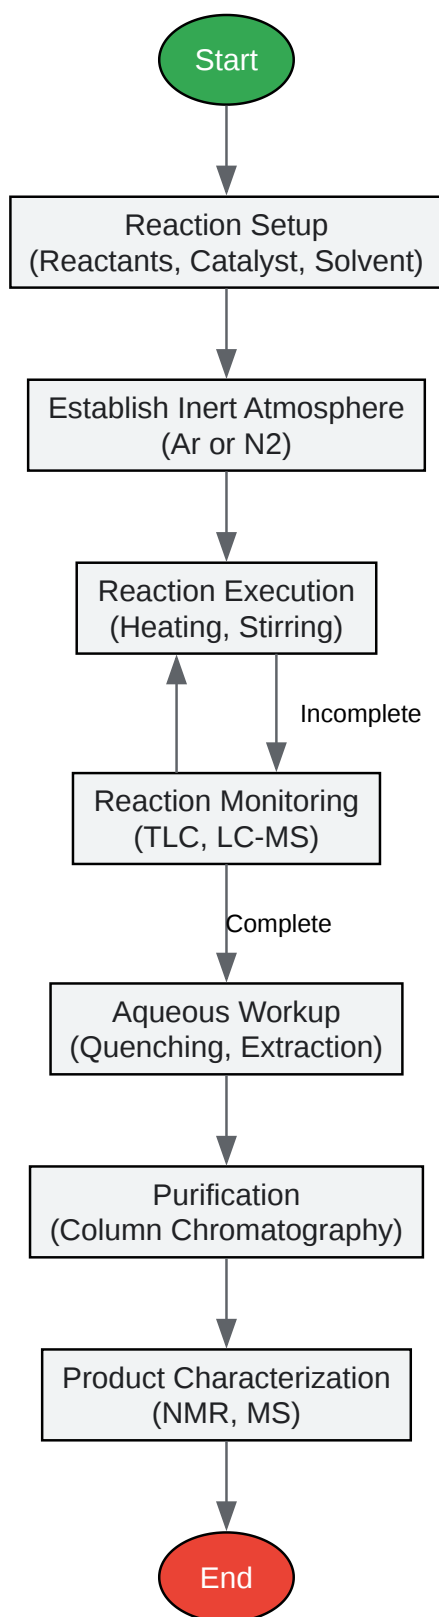 Start
Reaction Setup
(Reactants, Catalyst, Solvent)
Establish Inert Atmosphere
(Ar or N2)
Reaction Execution
(Heating, Stirring)
Incomplete
Reaction Monitoring
(TLC, LC-MS)
Complete
Aqueous Workup
(Quenching, Extraction)
Purification
(Column Chromatography)
Product Characterization
(NMR, MS)
End